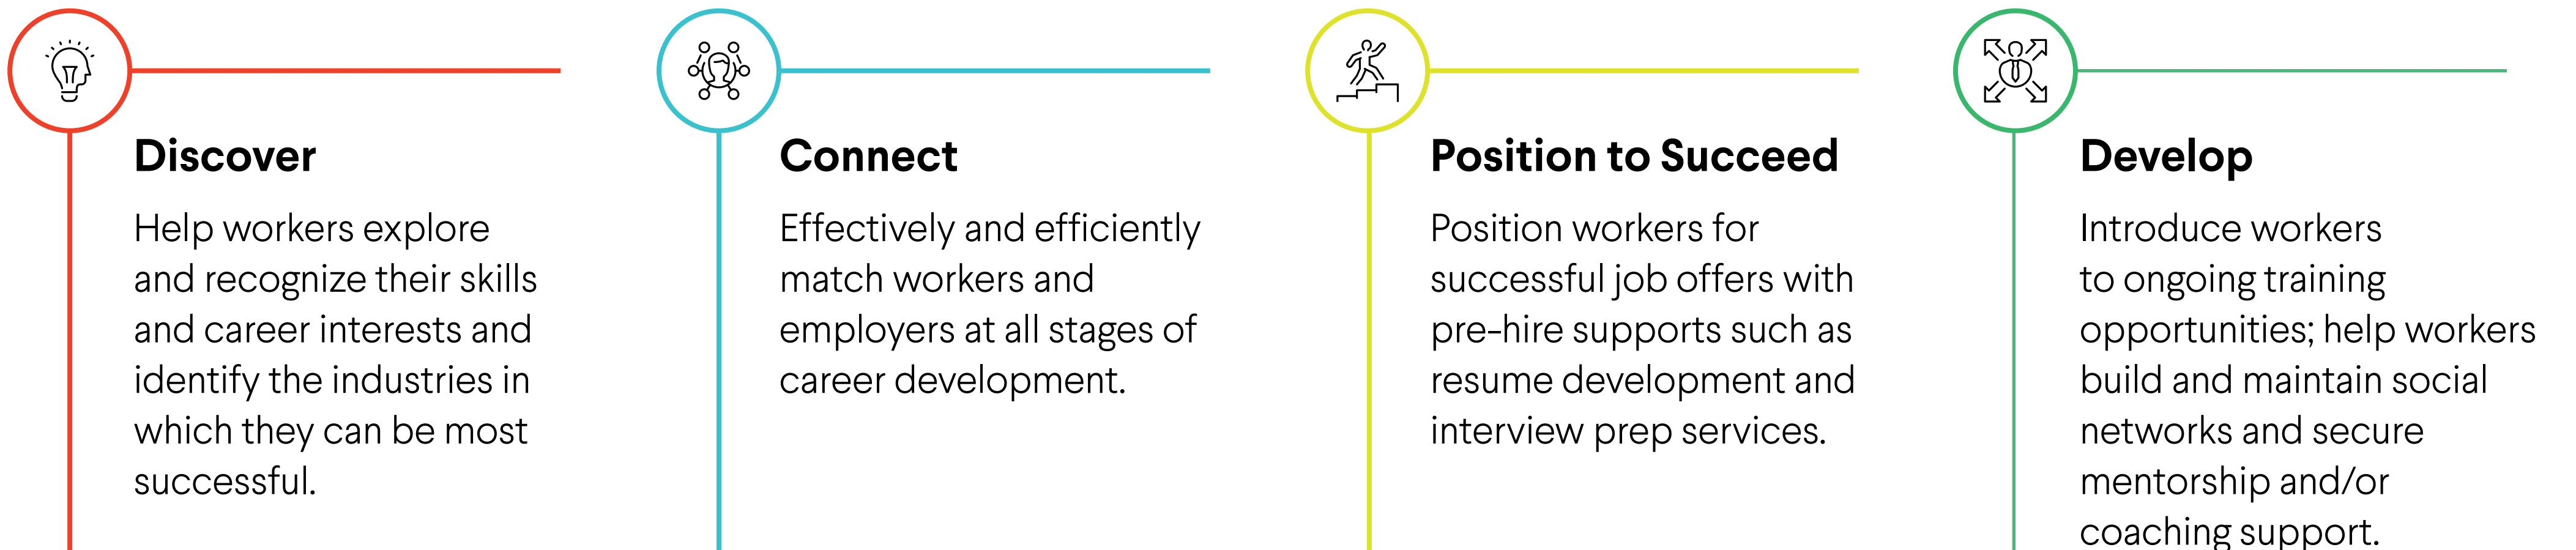 Discover
Help workers explore
and recognize their skills
and career interests and
identify the industries in
which they can be most
successful.
Connect
Effectively and efficiently
match workers and
employers at all stages of
career development.
Position to Succeed
Position workers for
successful job offers with
pre-hire supports such as
resume development and
interview prep services.
Develop
Introduce workers
to ongoing training
opportunities; help workers
build and maintain social
networks and secure
mentorship and/or
coaching support.